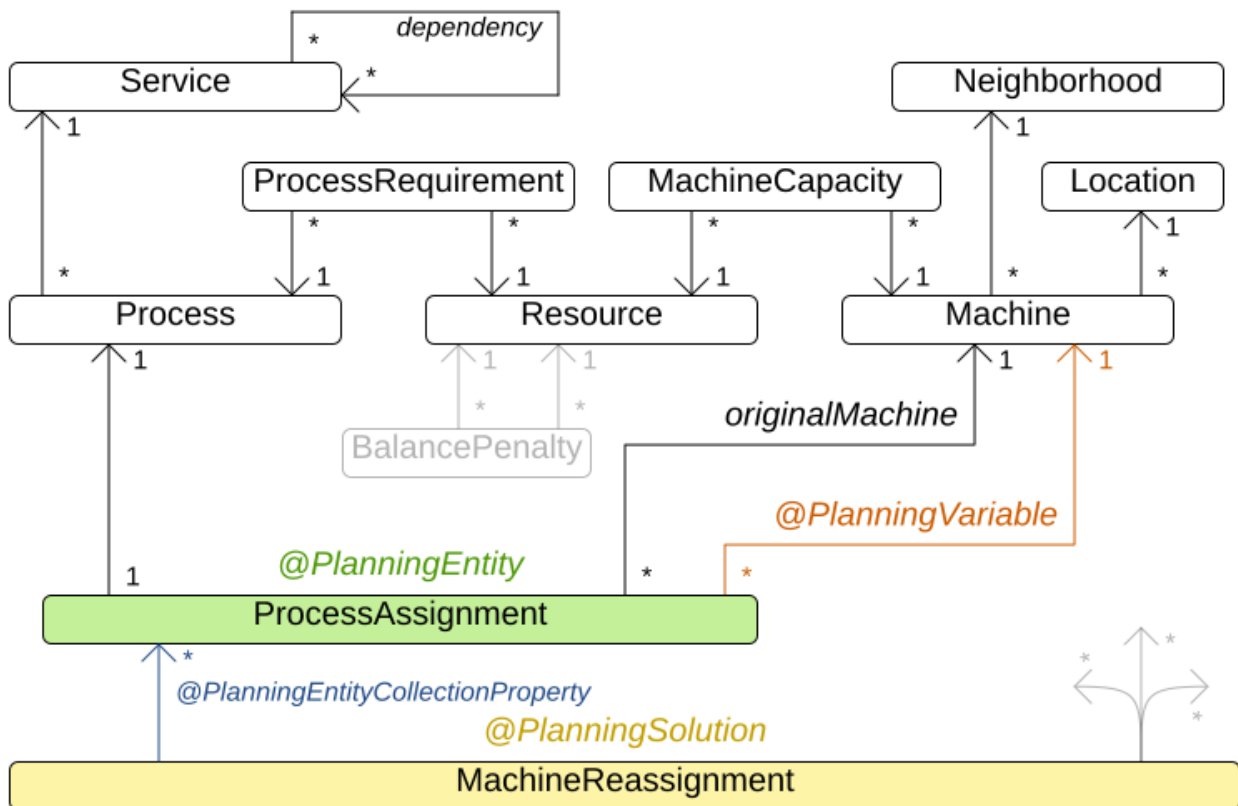 * dependency
Service * Neighborhood
1 1
ProcessRequirement MachineCapacity Location
* * * * 1
* 1 1 1 1 * *
Process Resource Machine
1 1 1 1 1
* * originalMachine
BalancePenalty
@PlanningVariable
@PlanningEntity
1 * *
ProcessAssignment
* *
@PlanningEntityCollectionProperty * *
@PlanningSolution
MachineReassignment